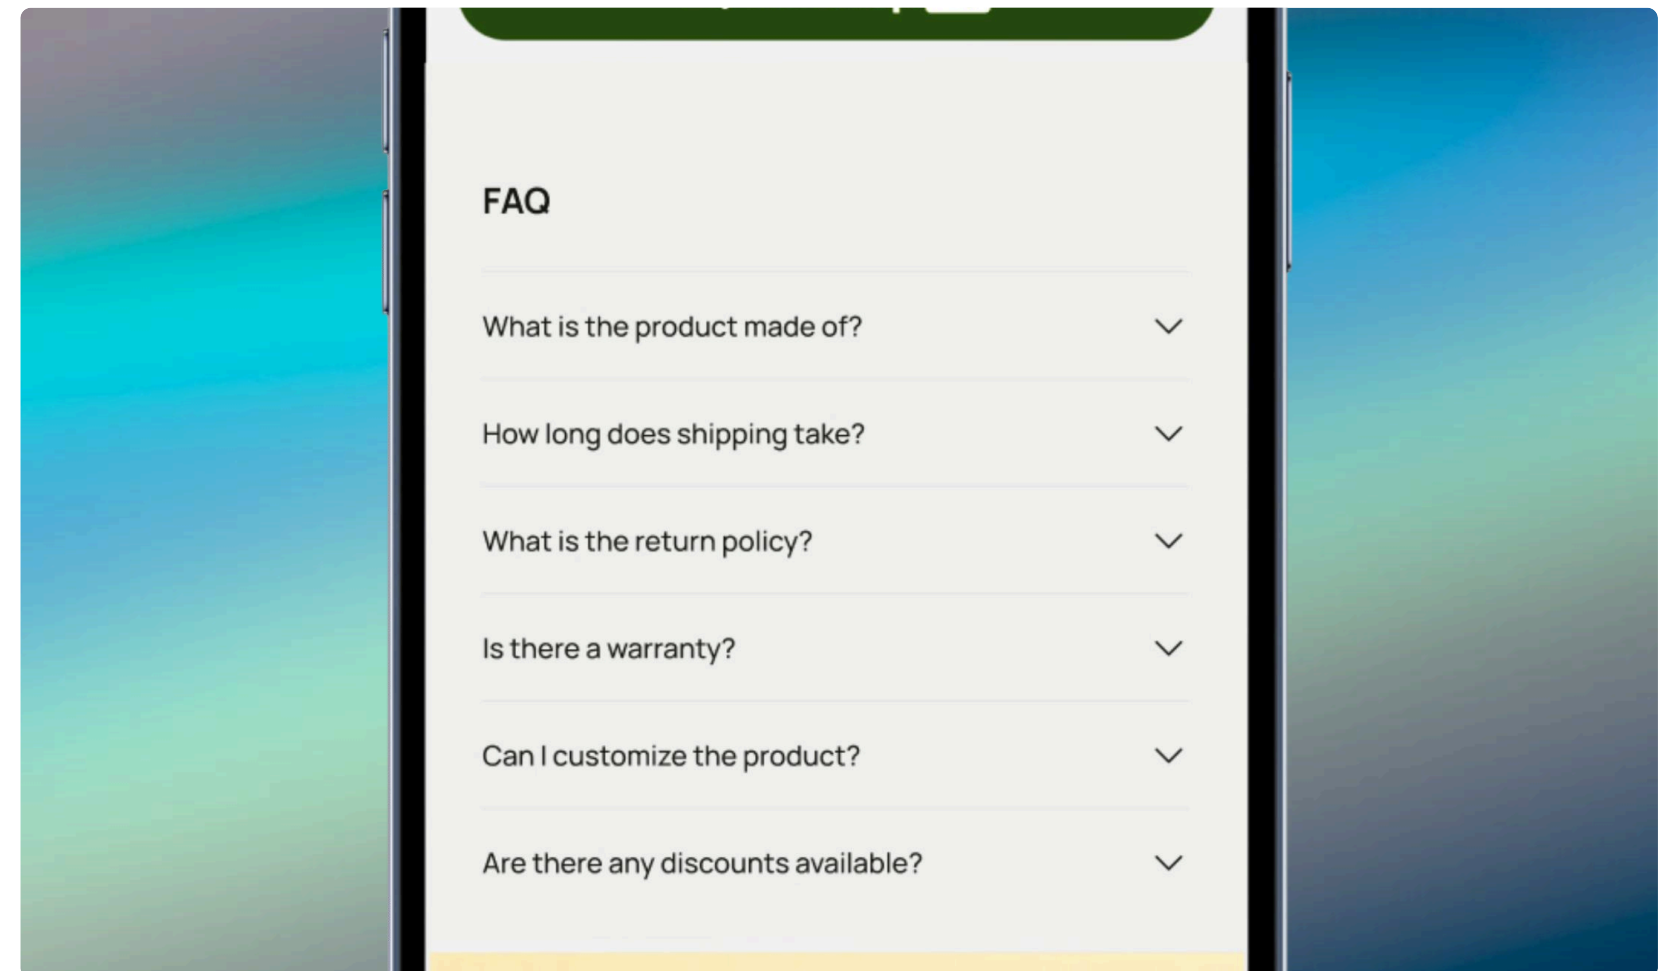 FAQ
What is the product made of?
How long does shipping take?
What is the return policy?
Is there a warranty?
Can I customize the product?
Are there any discounts available?